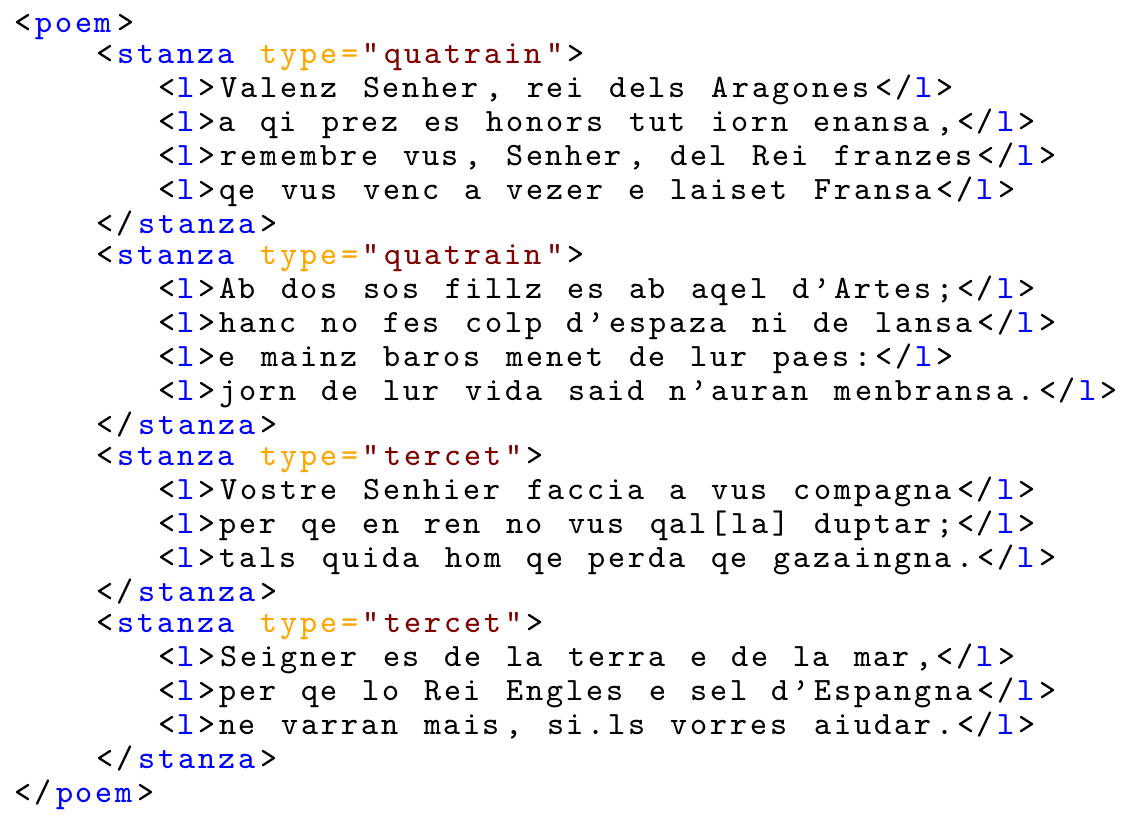 <poem>
<stanza type="quatrain">
<l>Valenz Senher, rei dels Aragones</l>
<l>a qi prez es honors tut iorn enansa,</l>
<l>remembre vus, Senher, del Rei franzes</l>
<l>qe vus venc a vezer e laiset Fransa</l>
</stanza>
<stanza type="quatrain">
<l>Ab dos sos fillz es ab aqel d'Artes;</l>
<l>hanc no fes colp d'espaza ni de lansa</l>
<l>e mainz baros menet de lur paes:</l>
<l>jorn de lur vida said n'auran menbransa.</l>
</stanza>
<stanza type="tercet">
<l>Vostre Senhier faccia a vus compagna</l>
<l>per qe en ren no vus qal[la] duptar;</l>
<l>tals quida hom qe perda qe gazaingna.</l>
</stanza>
<stanza type="tercet">
<l>Seigner es de la terra e de la mar,</l>
<l>per qe lo Rei Engles e sel d'Espangna</l>
<l>ne varran mais, si.ls vorres aiudar.</l>
</stanza>
</poem>